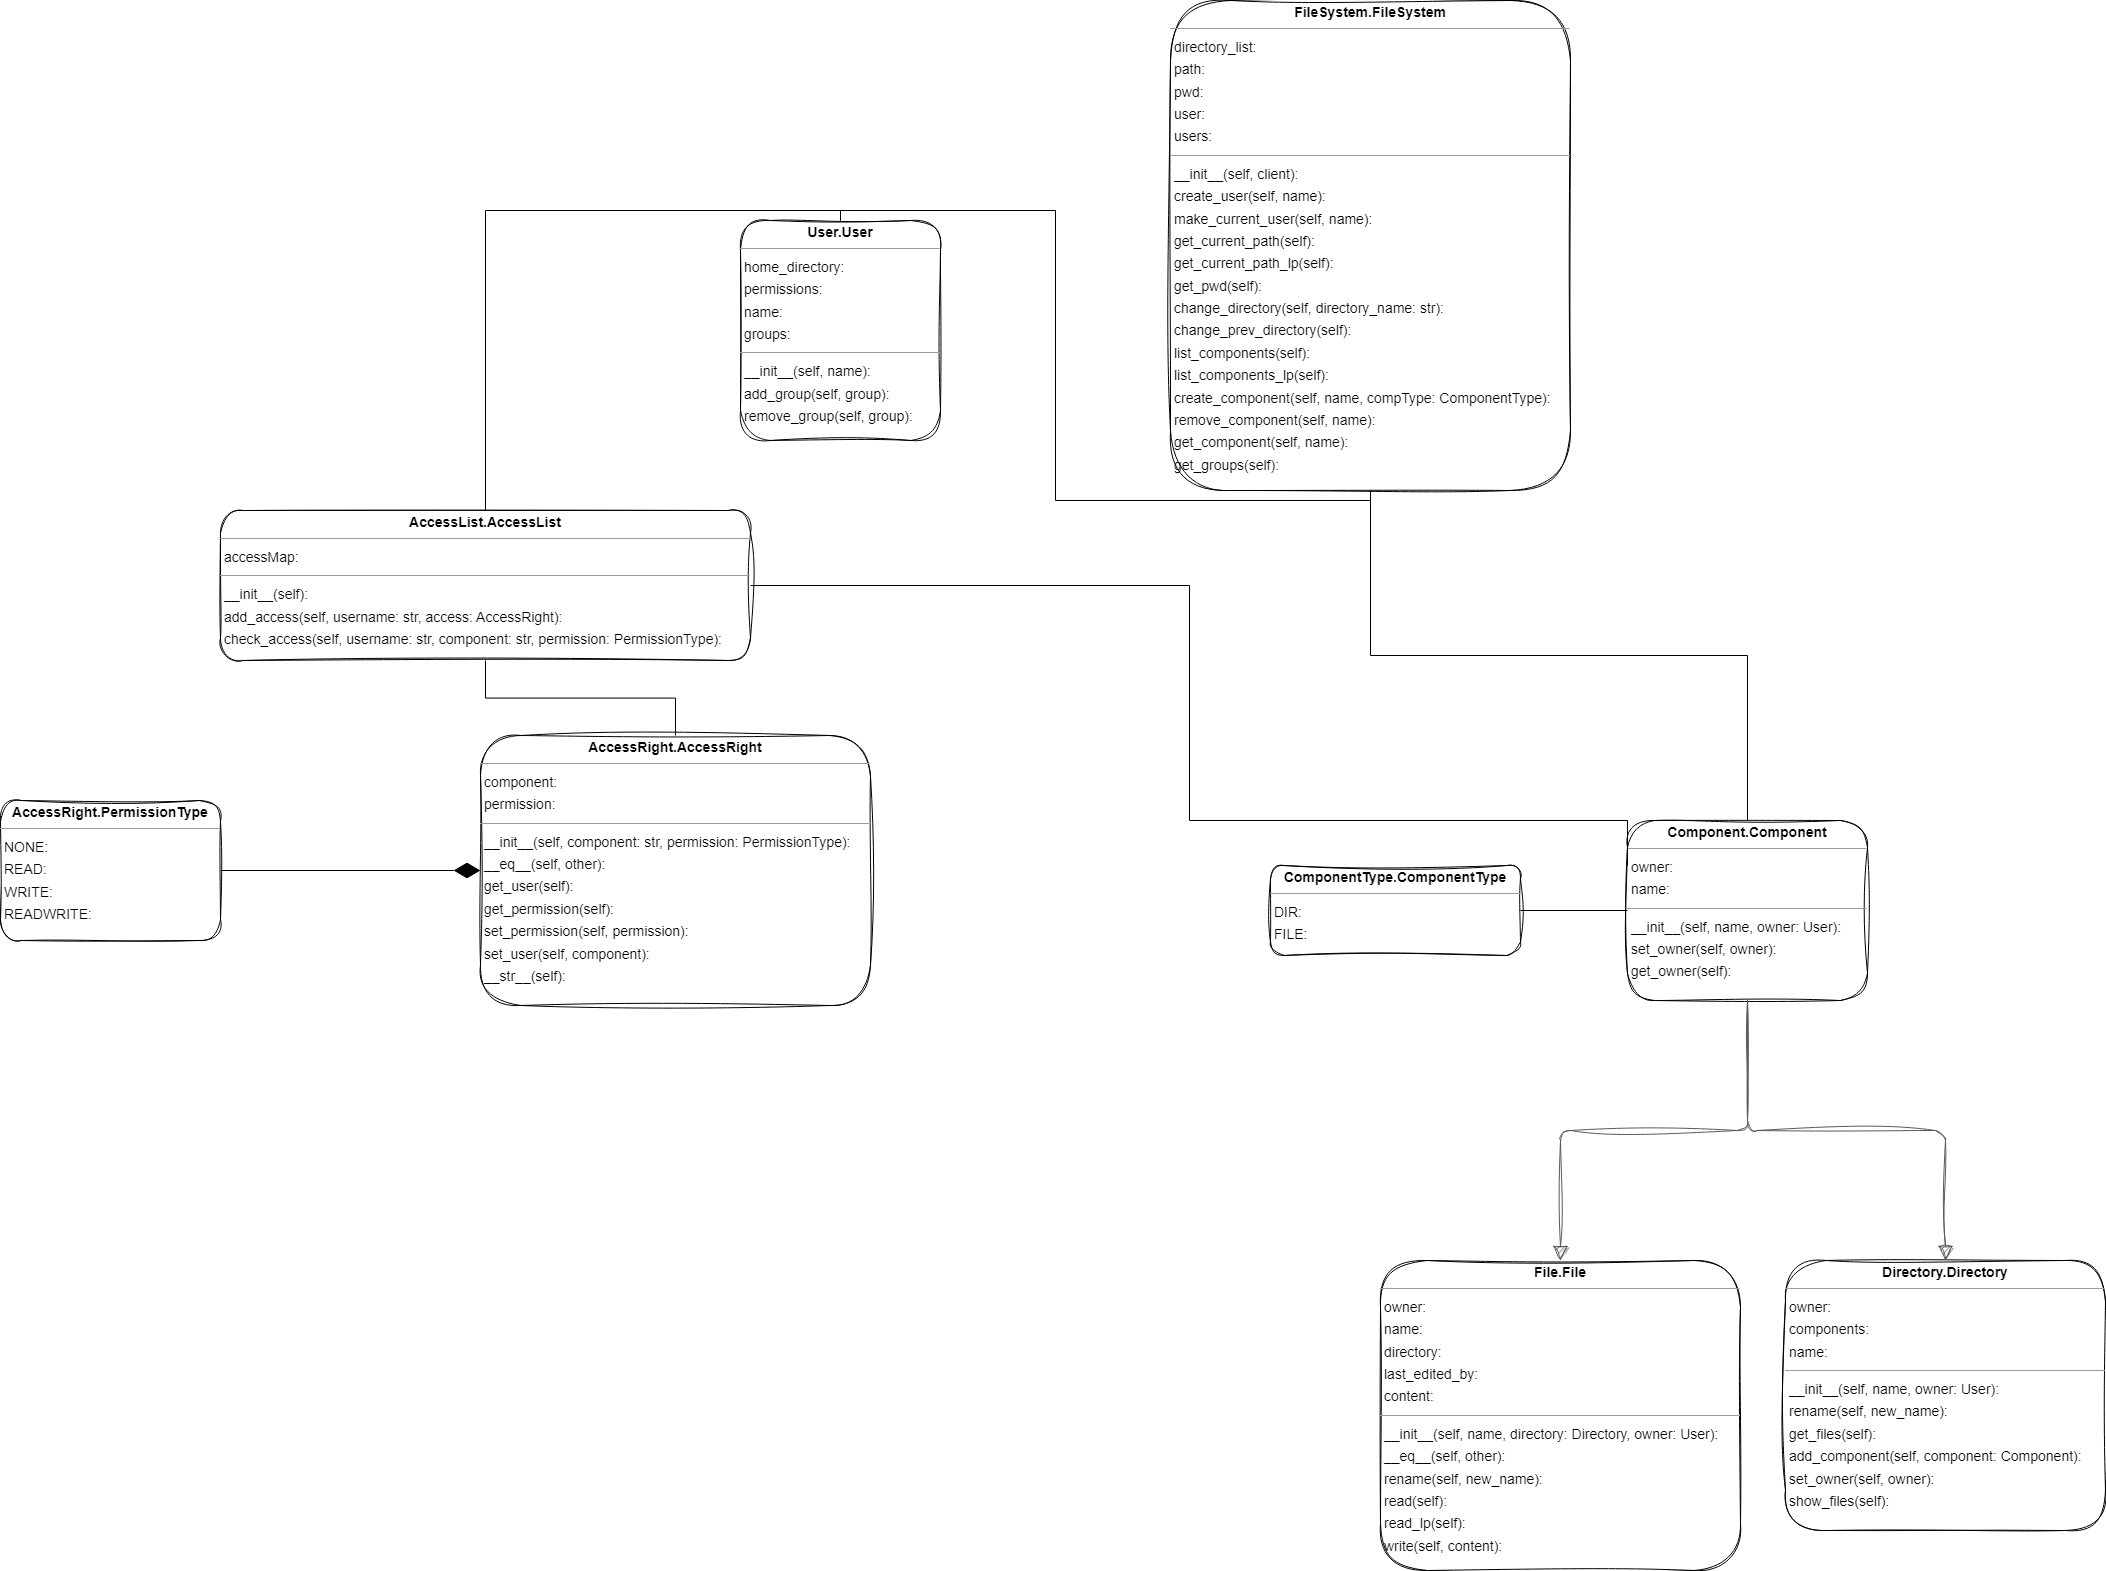 FileSystem.FileSystem
directory_list:
path:
pwd:
user:
users:
__init__(self, client):
create_user(self, name):
make_current_user(self, name):
get_current_path(self):
get_current_path_lp(self):
get_pwd(self):
change_directory(self, directory_name: str):
change_prev_directory(self):
list_components(self):
list_components_lp(self):
create_component(self, name, compType: ComponentType):
remove_component(self, name):
get_component(self, name):
get_groups(self):
User.User
home_directory:
permissions:
name:
groups:
__init__(self, name):
add_group(self, group):
remove_group(self, group):
AccessList.AccessList
accessMap:
__init__(self):
add_access(self, username: str, access: AccessRight):
check_access(self, username: str, component: str, permission: PermissionType):
AccessRight.AccessRight
component:
permission:
__init__(self, component: str, permission: PermissionType):
__eq__(self, other):
get_user(self):
get_permission(self):
set_permission(self, permission):
set_user(self, component):
__str__(self):
AccessRight.PermissionType
NONE:
READ:
WRITE:
READWRITE:
ComponentType.ComponentType
DIR:
FILE:
Component.Component
owner:
name:
__init__(self, name, owner: User):
set_owner(self, owner):
get_owner(self):
File.File
owner:
name:
directory:
last_edited_by:
content:
__init__(self, name, directory: Directory, owner: User):
__eq__(self, other):
rename(self, new_name):
read(self):
read_lp(self):
write(self, content):
Directory.Directory
owner:
components:
name:
__init__(self, name, owner: User):
rename(self, new_name):
get_files(self):
add_component(self, component: Component):
set_owner(self, owner):
show_files(self):